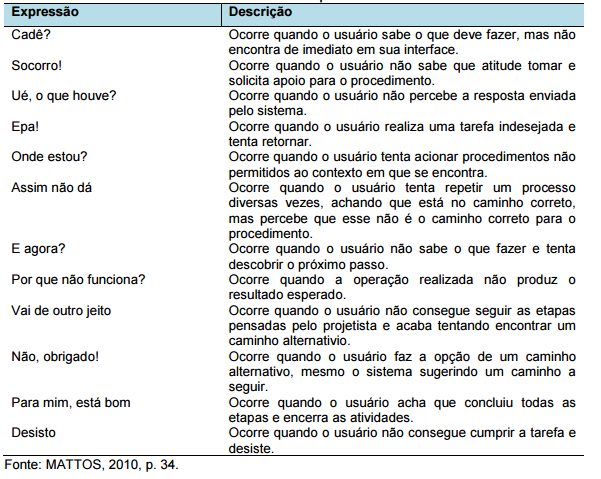 Expressão Descrição
Cadê? Ocorre quando o usuário sabe o que deve fazer, mas não
encontra de imediato em sua interface.
Socorro! Ocorre quando o usuário não sabe que atitude tomar e
solicita apoio para o procedimento.
Ué, o que houve? Ocorre quando o usuário não percebe a resposta enviada
pelo sistema.
Epa! Ocorre quando o usuário realiza uma tarefa indesejada e
tenta retornar.
Onde estou? Ocorre quando o usuário tenta acionar procedimentos não
permitidos ao contexto em que se encontra.
Assim não dá Ocorre quando o usuário tenta repetir um processo
diversas vezes, achando que está no caminho correto,
mas percebe que esse não é o caminho correto para o
procedimento.
E agora? Ocorre quando o usuário não sabe o que fazer e tenta
descobrir o próximo passo.
Por que não funciona? Ocorre quando a operação realizada não produz o
resultado esperado.
Vai de outro jeito Ocorre quando o usuário não consegue seguir as etapas
pensadas pelo projetista e acaba tentando encontrar um
caminho alternativio.
Não, obrigado! Ocorre quando o usuário faz a opção de um caminho
alternativo, mesmo o sistema sugerindo um caminho a
seguir.
Para mim, está bom Ocorre quando o usuário acha que concluiu todas as
etapas e encerra as atividades.
Desisto Ocorre quando o usuário não consegue cumprir a tarefa e
desiste.
Fonte: MATTOS, 2010, p. 34.